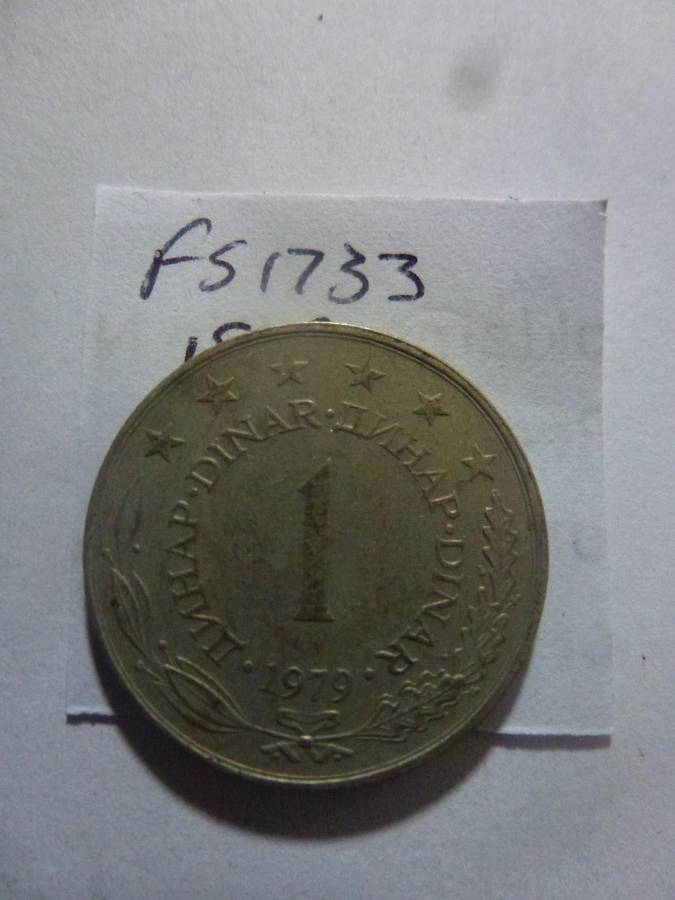 FS1733
ДИНАР · DINAR · ДИНАР · DINAR
1
· 1979 ·